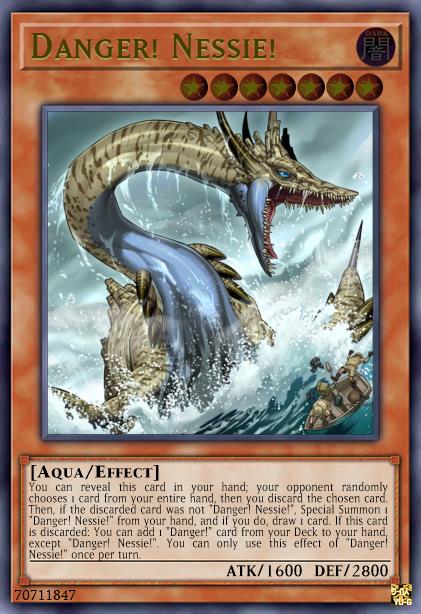 DANGER! NESSIE!
DARK
闇
[AQUA/EFFECT]
You can reveal this card in your hand; your opponent randomly
chooses 1 card from your entire hand, then you discard the chosen card.
Then, if the discarded card was not "Danger! Nessie!", Special Summon 1
"Danger! Nessie!" from your hand, and if you do, draw 1 card. If this card
is discarded: You can add 1 "Danger!" card from your Deck to your hand,
except "Danger! Nessie!". You can only use this effect of "Danger!
Nessie!" once per turn.
ATK/1600 DEF/2800
70711847